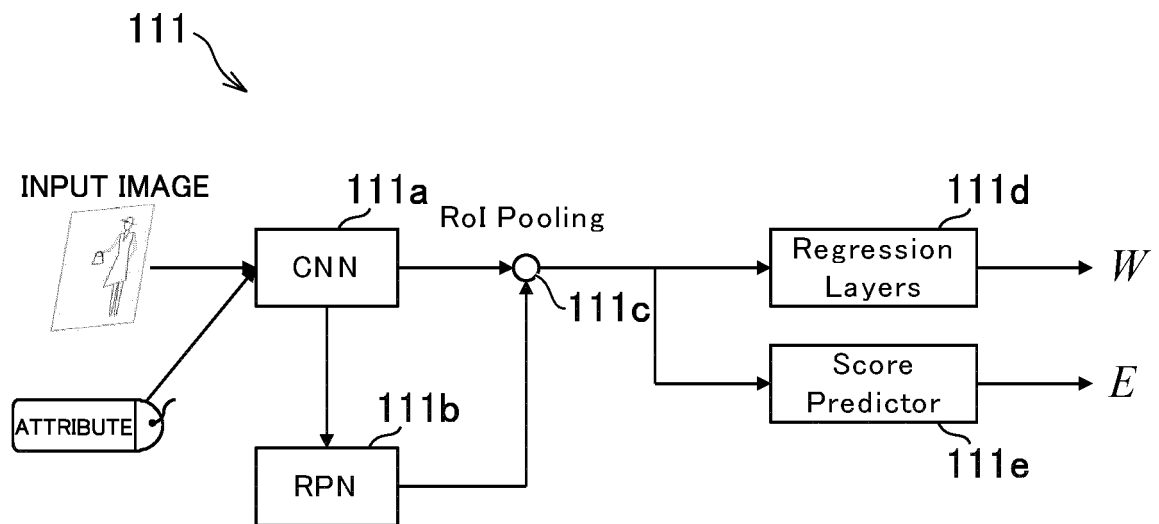 111
INPUT IMAGE
111a
RoI Pooling
111d
CNN
Regression
Layers
W
111c
ATTRIBUTE
111b
Score
Predictor
E
RPN
111e